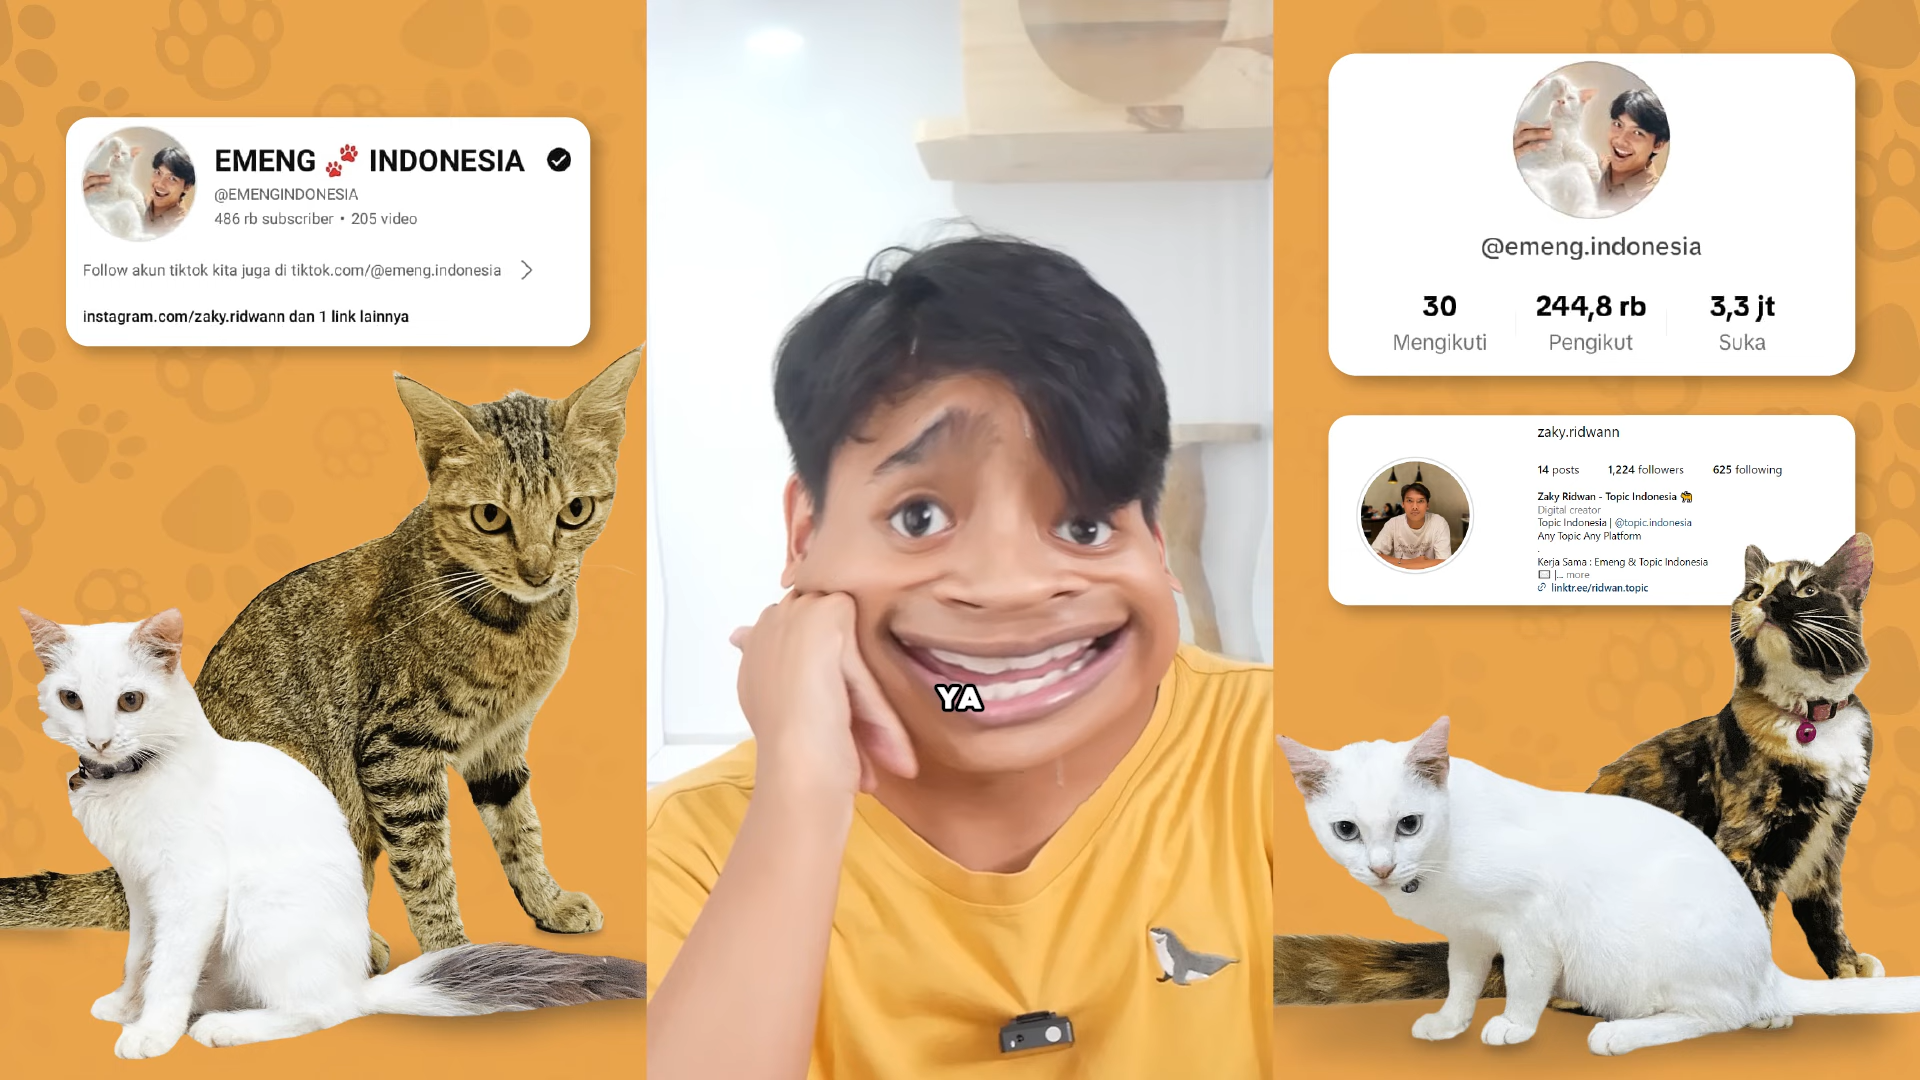 EMENG 🐾 INDONESIA
@EMENGINDONESIA
486 rb subscriber • 205 video
Follow akun tiktok kita juga di tiktok.com/@emeng.indonesia
instagram.com/zaky.ridwann dan 1 link lainnya
YA
@emeng.indonesia
30 244,8 rb 3,3 jt
Mengikuti Pengikut Suka
zaky.ridwann
14 posts 1,224 followers 625 following
Zaky Ridwan - Topic Indonesia 🐅
Digital creator
Topic Indonesia | @topic.indonesia
Any Topic Any Platform
.
Kerja Sama : Emeng & Topic Indonesia
|... more
linktr.ee/ridwan.topic